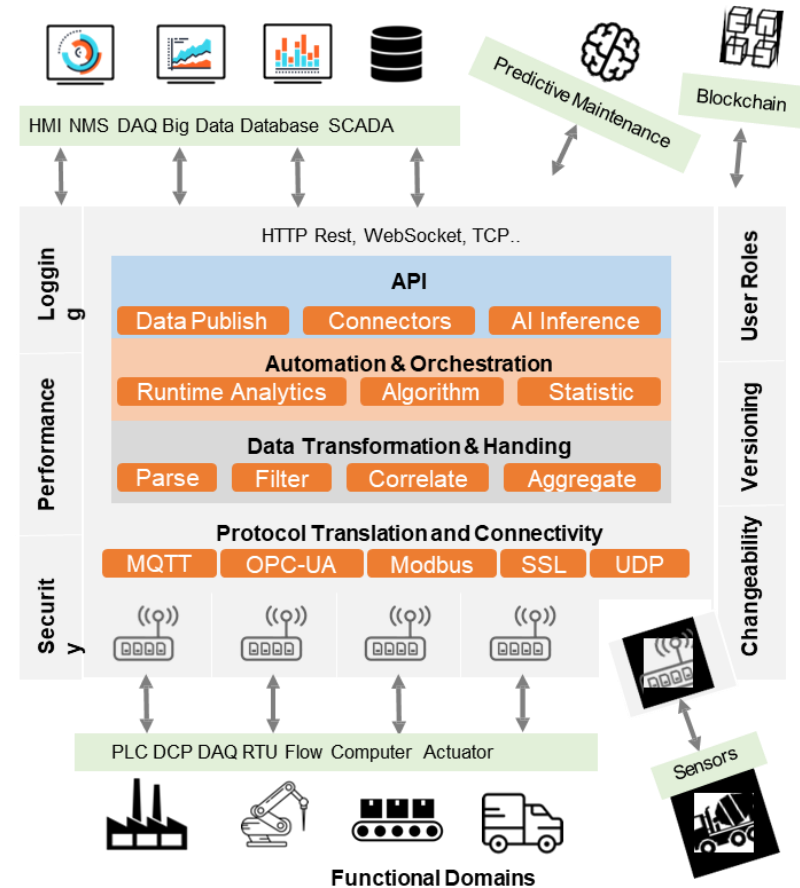 HMI NMS DAQ Big Data Database SCADA
Predictive Maintenance
Blockchain
HTTP Rest, WebSocket, TCP..
API
Data Publish
Connectors
AI Inference
Automation & Orchestration
Runtime Analytics
Algorithm
Statistic
Data Transformation & Handing
Parse
Filter
Correlate
Aggregate
Protocol Translation and Connectivity
MQTT
OPC-UA
Modbus
SSL
UDP
Loggin
g
Performance
Securit
y
User Roles
Versioning
Changeability
PLC DCP DAQ RTU Flow Computer Actuator
Sensors
Functional Domains